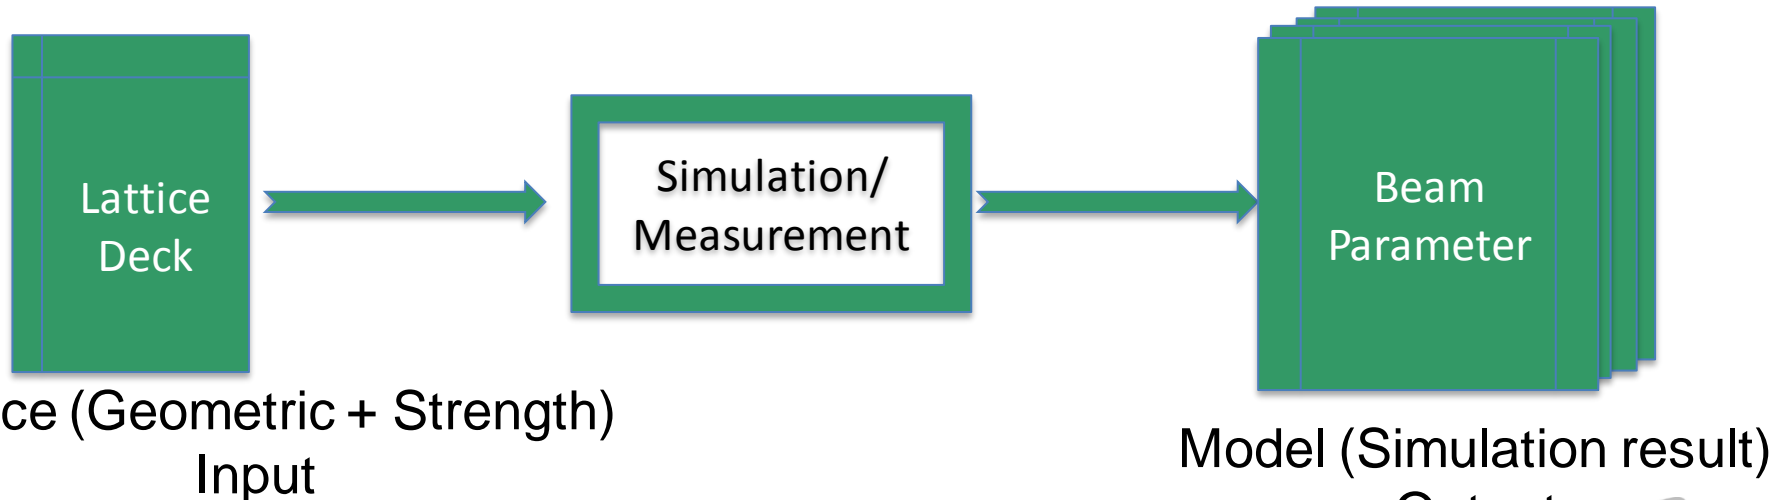 Lattice
Deck
Simulation/
Measurement
Beam
Parameter
ce (Geometric + Strength)
Input
Model (Simulation result)